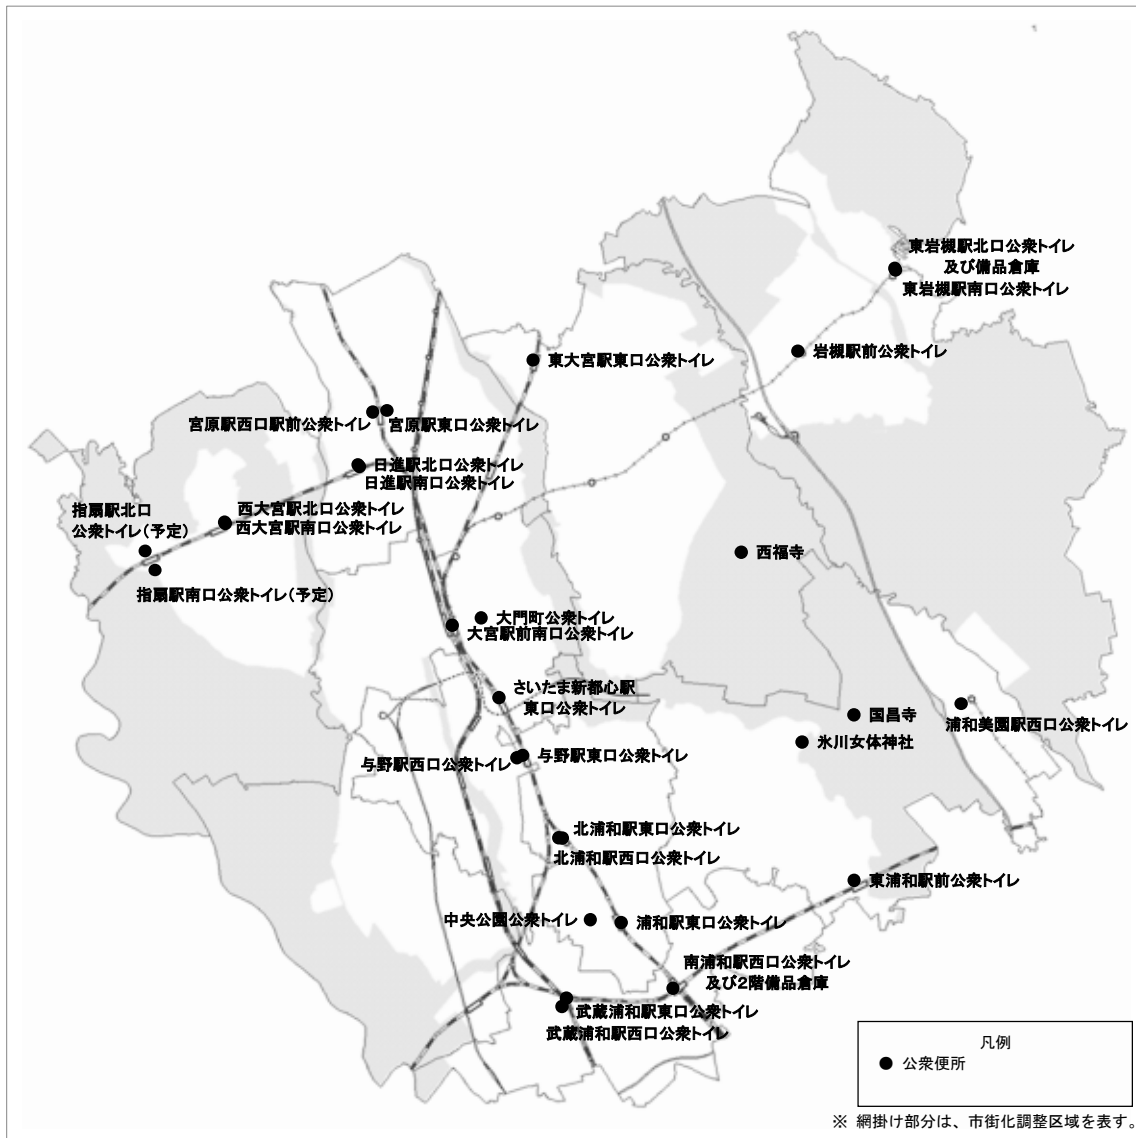 東岩槻駅北口公衆トイレ
及び備品倉庫
東岩槻駅南口公衆トイレ
岩槻駅前公衆トイレ
東大宮駅東口公衆トイレ
宮原駅西口駅前公衆トイレ
宮原駅東口公衆トイレ
日進駅北口公衆トイレ
日進駅南口公衆トイレ
西大宮駅北口公衆トイレ
西大宮駅南口公衆トイレ
指扇駅北口
公衆トイレ(予定)
指扇駅南口公衆トイレ(予定)
西福寺
大門町公衆トイレ
大宮駅前南口公衆トイレ
さいたま新都心駅
東口公衆トイレ
国昌寺
浦和美園駅西口公衆トイレ
氷川女体神社
与野駅東口公衆トイレ
与野駅西口公衆トイレ
北浦和駅東口公衆トイレ
北浦和駅西口公衆トイレ
東浦和駅前公衆トイレ
中央公園公衆トイレ
浦和駅東口公衆トイレ
南浦和駅西口公衆トイレ
及び2階備品倉庫
武蔵浦和駅東口公衆トイレ
武蔵浦和駅西口公衆トイレ
凡例
公衆便所
※ 網掛け部分は、市街化調整区域を表す。